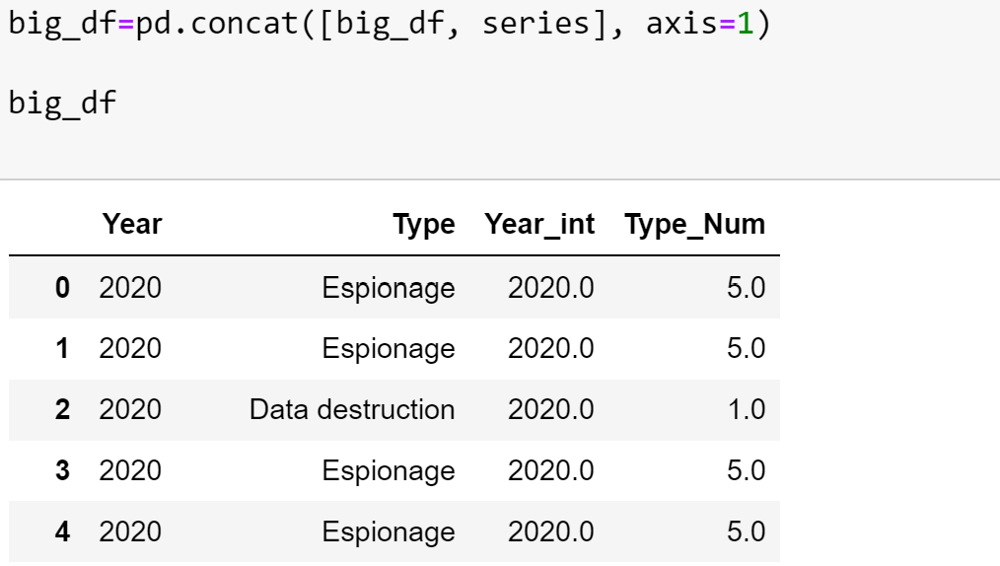 big_df=pd.concat([big_df, series], axis=1)
big_df
Year Type Year_int Type_Num
0 2020 Espionage 2020.0 5.0
1 2020 Espionage 2020.0 5.0
2 2020 Data destruction 2020.0 1.0
3 2020 Espionage 2020.0 5.0
4 2020 Espionage 2020.0 5.0